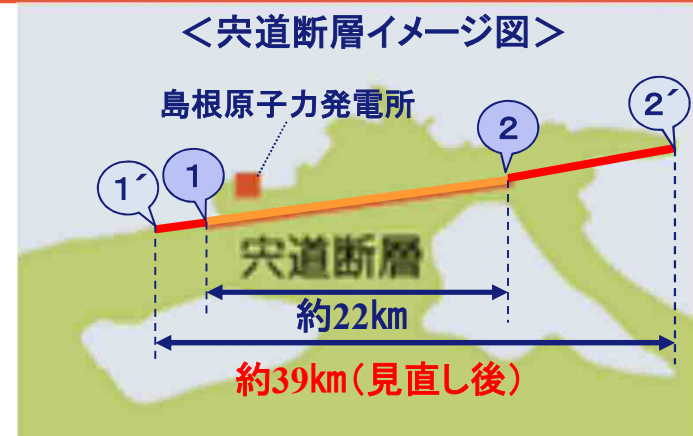 ＜宍道断層イメージ図＞
島根原子力発電所
2´
2
1
1´
宍道断層
約22㎞
約39㎞（見直し後）